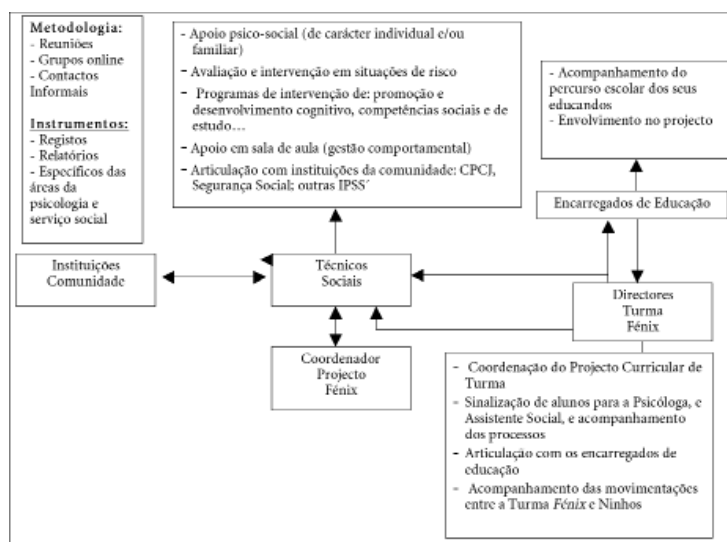 Metodologia:
- Reuniões
- Grupos online
- Contactos
Informais
Instrumentos:
- Registos
- Relatórios
- Específicos das
áreas da
psicologia e
serviço social
- Apoio psico-social (de carácter individual e/ou
familiar)
- Avaliação e intervenção em situações de risco
- Programas de intervenção de: promoção e
desenvolvimento cognitivo, competências sociais e de
estudo…
- Apoio em sala de aula (gestão comportamental)
- Articulação com instituições da comunidade: CPCJ,
Segurança Social; outras IPSS´
- Acompanhamento do
percurso escolar dos seus
educandos
- Envolvimento no projecto
Encarregados de Educação
Instituições
Comunidade
Técnicos
Sociais
Directores
Turma
Fénix
Coordenador
Projecto
Fénix
- Coordenação do Projecto Curricular de
Turma
- Sinalização de alunos para a Psicóloga, e
Assistente Social, e acompanhamento
dos processos
- Articulação com os encarregados de
educação
- Acompanhamento das movimentações
entre a Turma Fénix e Ninhos